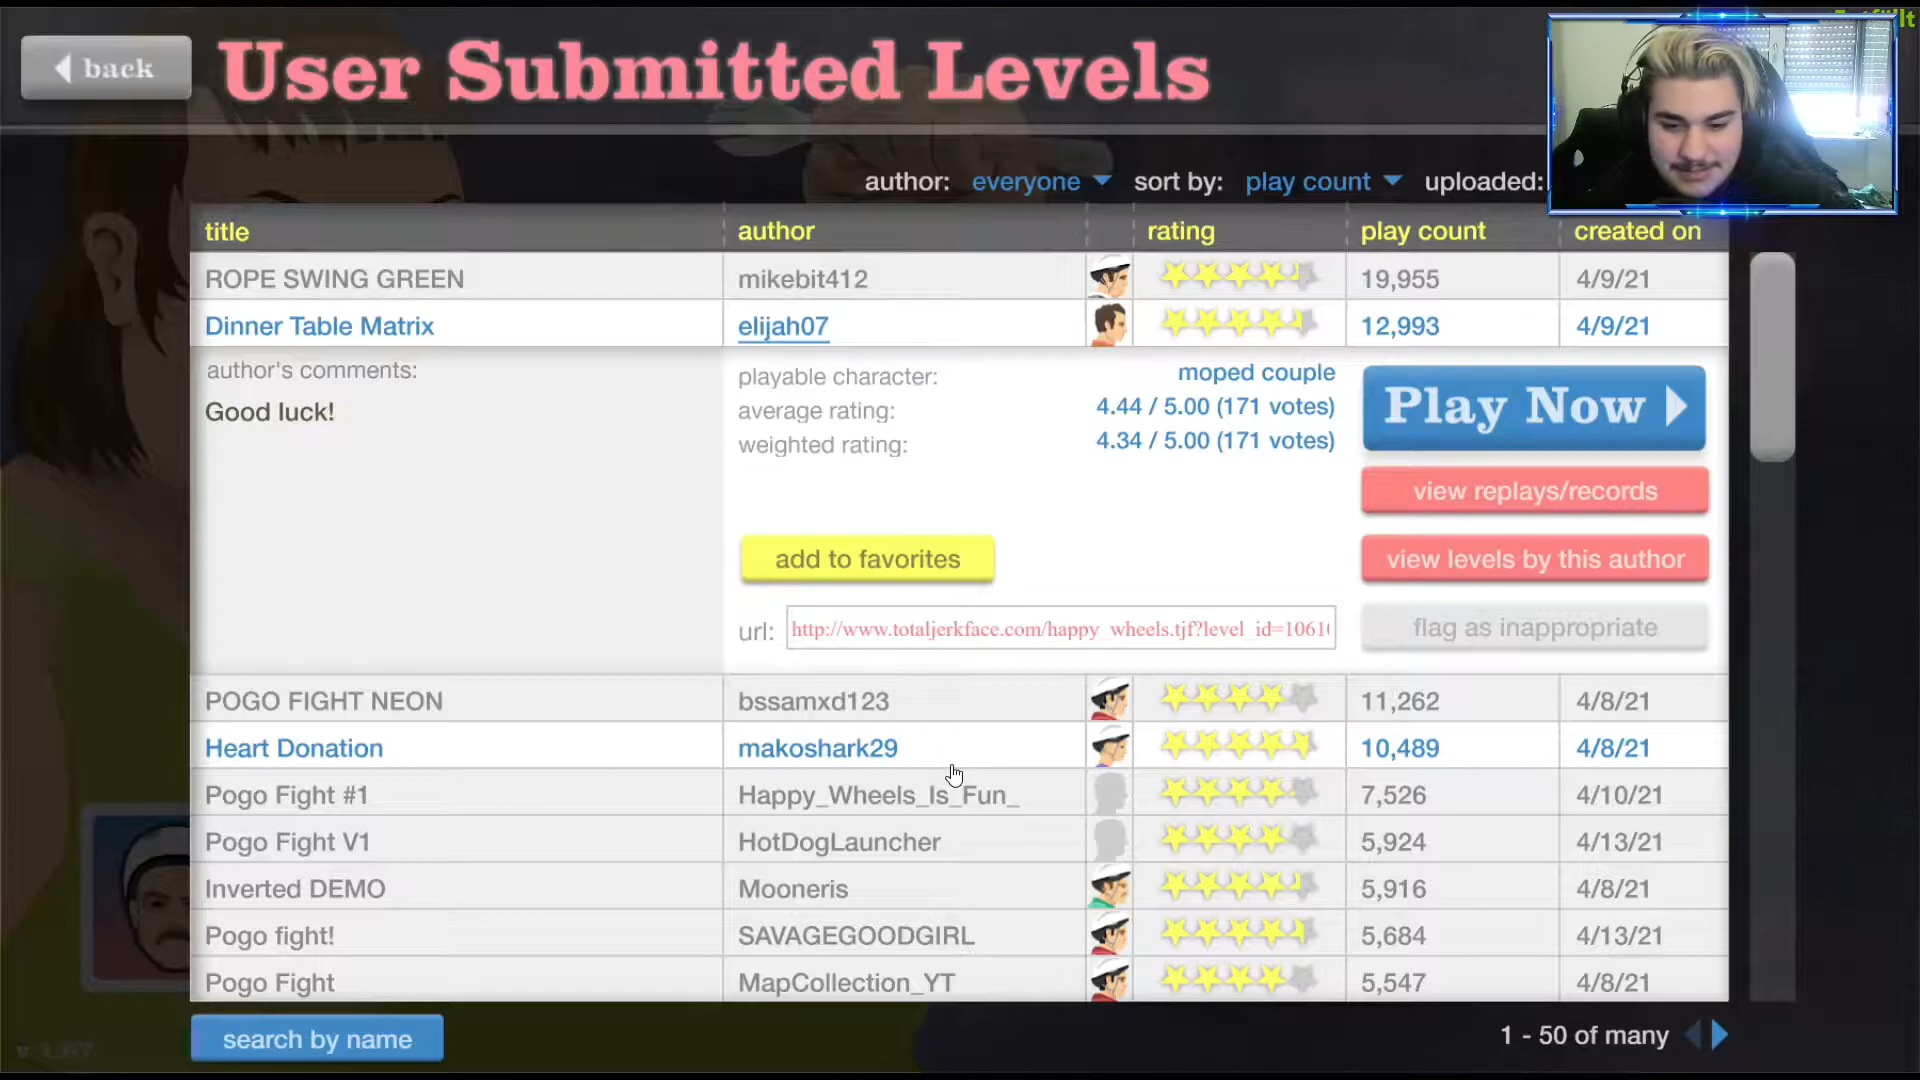 back
User Submitted Levels
author: everyone sort by: play count uploaded:
title author rating play count created on
ROPE SWING GREEN mikebit412 19,955 4/9/21
Dinner Table Matrix elijah07 12,993 4/9/21
author's comments:
Good luck!
playable character: moped couple
average rating: 4.44 / 5.00 (171 votes)
weighted rating: 4.34 / 5.00 (171 votes)
Play Now
view replays/records
add to favorites
view levels by this author
url: http://www.totaljerkface.com/happy_wheels.tjf?level_id=1061
flag as inappropriate
POGO FIGHT NEON bssamxd123 11,262 4/8/21
Heart Donation makoshark29 10,489 4/8/21
Pogo Fight #1 Happy_Wheels_Is_Fun_ 7,526 4/10/21
Pogo Fight V1 HotDogLauncher 5,924 4/13/21
Inverted DEMO Mooneris 5,916 4/8/21
Pogo fight! SAVAGEGOODGIRL 5,684 4/13/21
Pogo Fight MapCollection_YT 5,547 4/8/21
search by name
1 - 50 of many